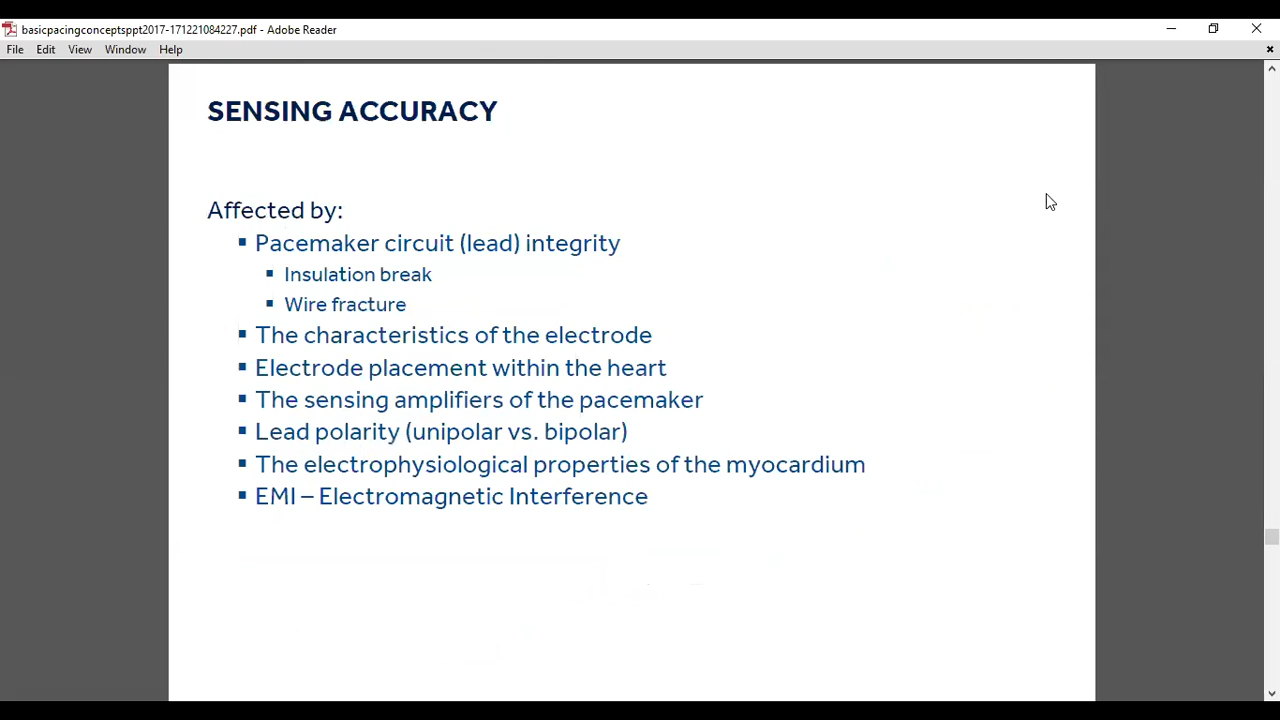 basicpacingconceptsppt2017-171221084227.pdf - Adobe Reader
File Edit View Window Help
SENSING ACCURACY
Affected by:
▪ Pacemaker circuit (lead) integrity
▪ Insulation break
▪ Wire fracture
▪ The characteristics of the electrode
▪ Electrode placement within the heart
▪ The sensing amplifiers of the pacemaker
▪ Lead polarity (unipolar vs. bipolar)
▪ The electrophysiological properties of the myocardium
▪ EMI – Electromagnetic Interference